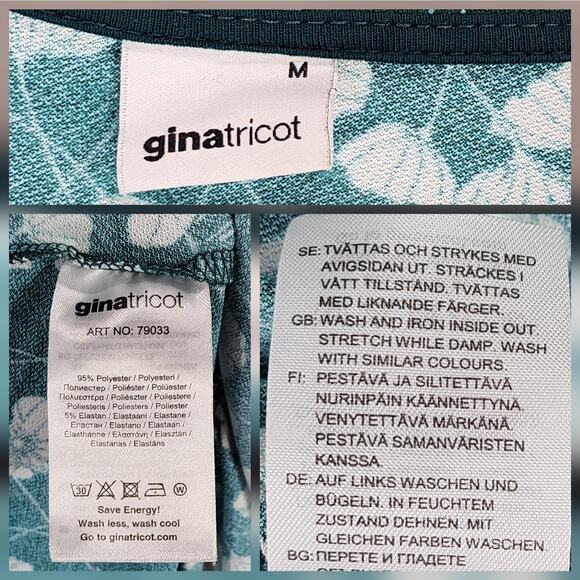 M
ginatricot
ginatricot
ART NO: 79033
95% Polyester / Polyesteri /
Полиестер / Poliéster / Poliester /
Πολυεστέρα / Poliészter / Poliestere /
Poliesteris / Poliesters / Polyester
5% Elastan / Elastaani / Elastane /
Еластан / Elastano / Elastaan /
Élasthanne / Ελαστάνη / Elasztán /
Elastanas / Elastāns
30
W
Save Energy!
Wash less, wash cool
Go to ginatricot.com
SE: TVÄTTAS OCH STRYKES MED
AVIGSIDAN UT. STRÄCKES I
VÅTT TILLSTÅND. TVÄTTAS
MED LIKNANDE FÄRGER.
GB: WASH AND IRON INSIDE OUT.
STRETCH WHILE DAMP. WASH
WITH SIMILAR COLOURS.
FI: PESTÄVÄ JA SILITETTÄVÄ
NURINPÄIN KÄÄNNETTYNÄ.
VENYTETTÄVÄ MÄRKÄNÄ.
PESTÄVÄ SAMANVÄRISTEN
KANSSA.
DE: AUF LINKS WASCHEN UND
BÜGELN. IN FEUCHTEM
ZUSTAND DEHNEN. MIT
GLEICHEN FARBEN WASCHEN.
BG: ПЕРЕТЕ И ГЛАДЕТЕ